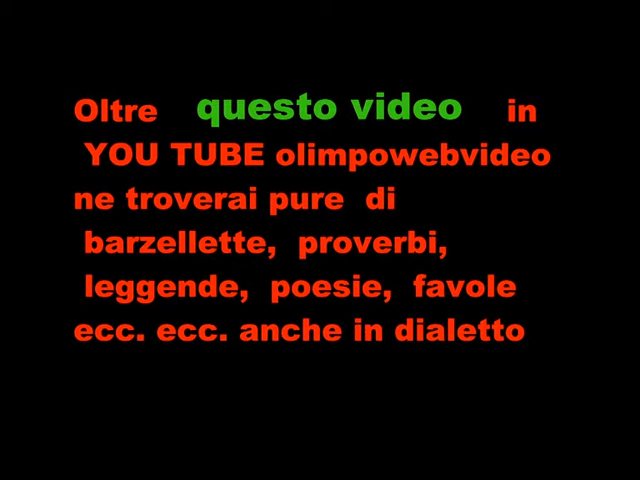 Oltre questo video in
YOU TUBE olimpowebvideo
ne troverai pure di
barzellette, proverbi,
leggende, poesie, favole
ecc. ecc. anche in dialetto